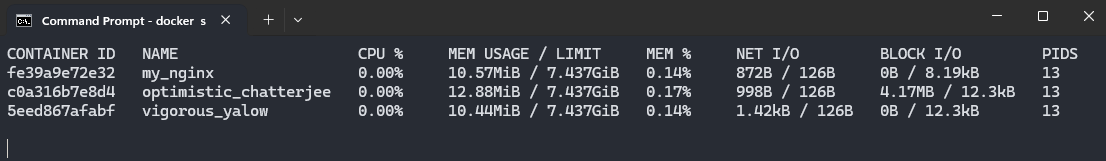 Command Prompt - docker s
CONTAINER ID NAME CPU % MEM USAGE / LIMIT MEM % NET I/O BLOCK I/O PIDS
fe39a9e72e32 my_nginx 0.00% 10.57MiB / 7.437GiB 0.14% 872B / 126B 0B / 8.19kB 13
c0a316b7e8d4 optimistic_chatterjee 0.00% 12.88MiB / 7.437GiB 0.17% 998B / 126B 4.17MB / 12.3kB 13
5eed867afabf vigorous_yalow 0.00% 10.44MiB / 7.437GiB 0.14% 1.42kB / 126B 0B / 12.3kB 13